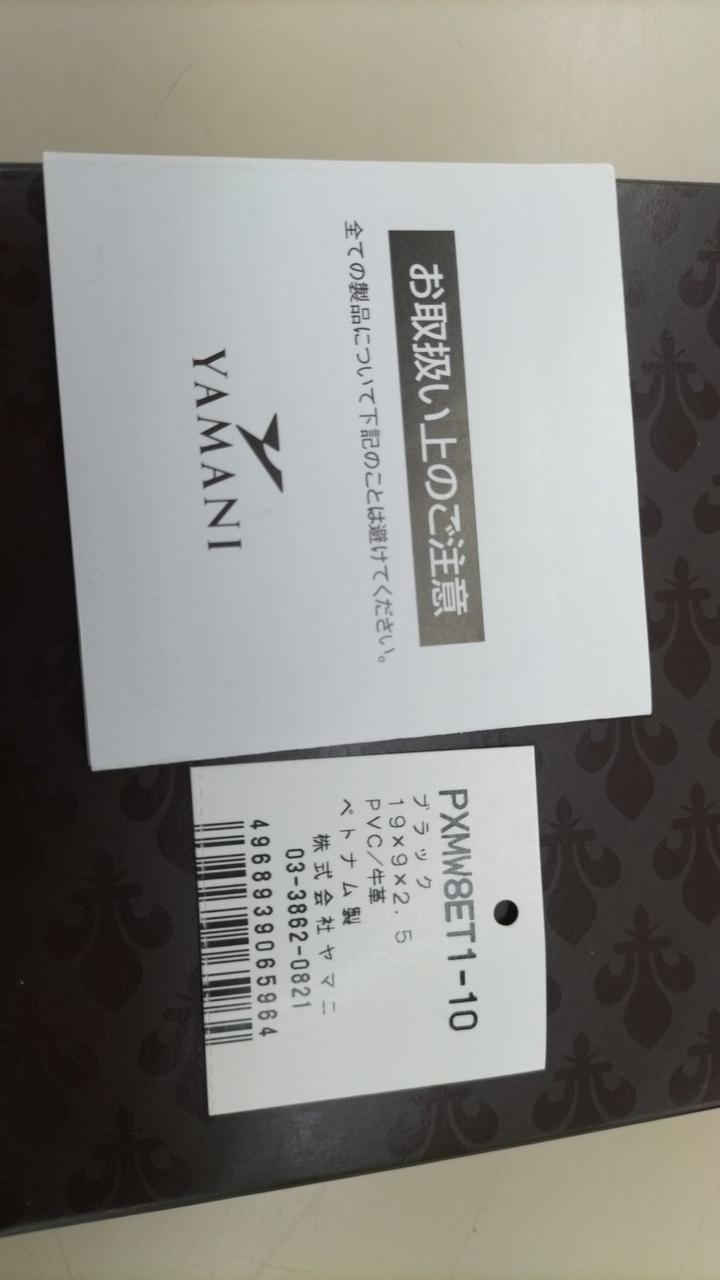 お取扱い上のご注意
全ての製品について下記のことは避けてください。
YAMANI
PXMW8ET1-10
ブラック
19×9×2.5
PVC／牛革
ベトナム製
株式会社ヤマニ
03-3862-0821
4968939065964